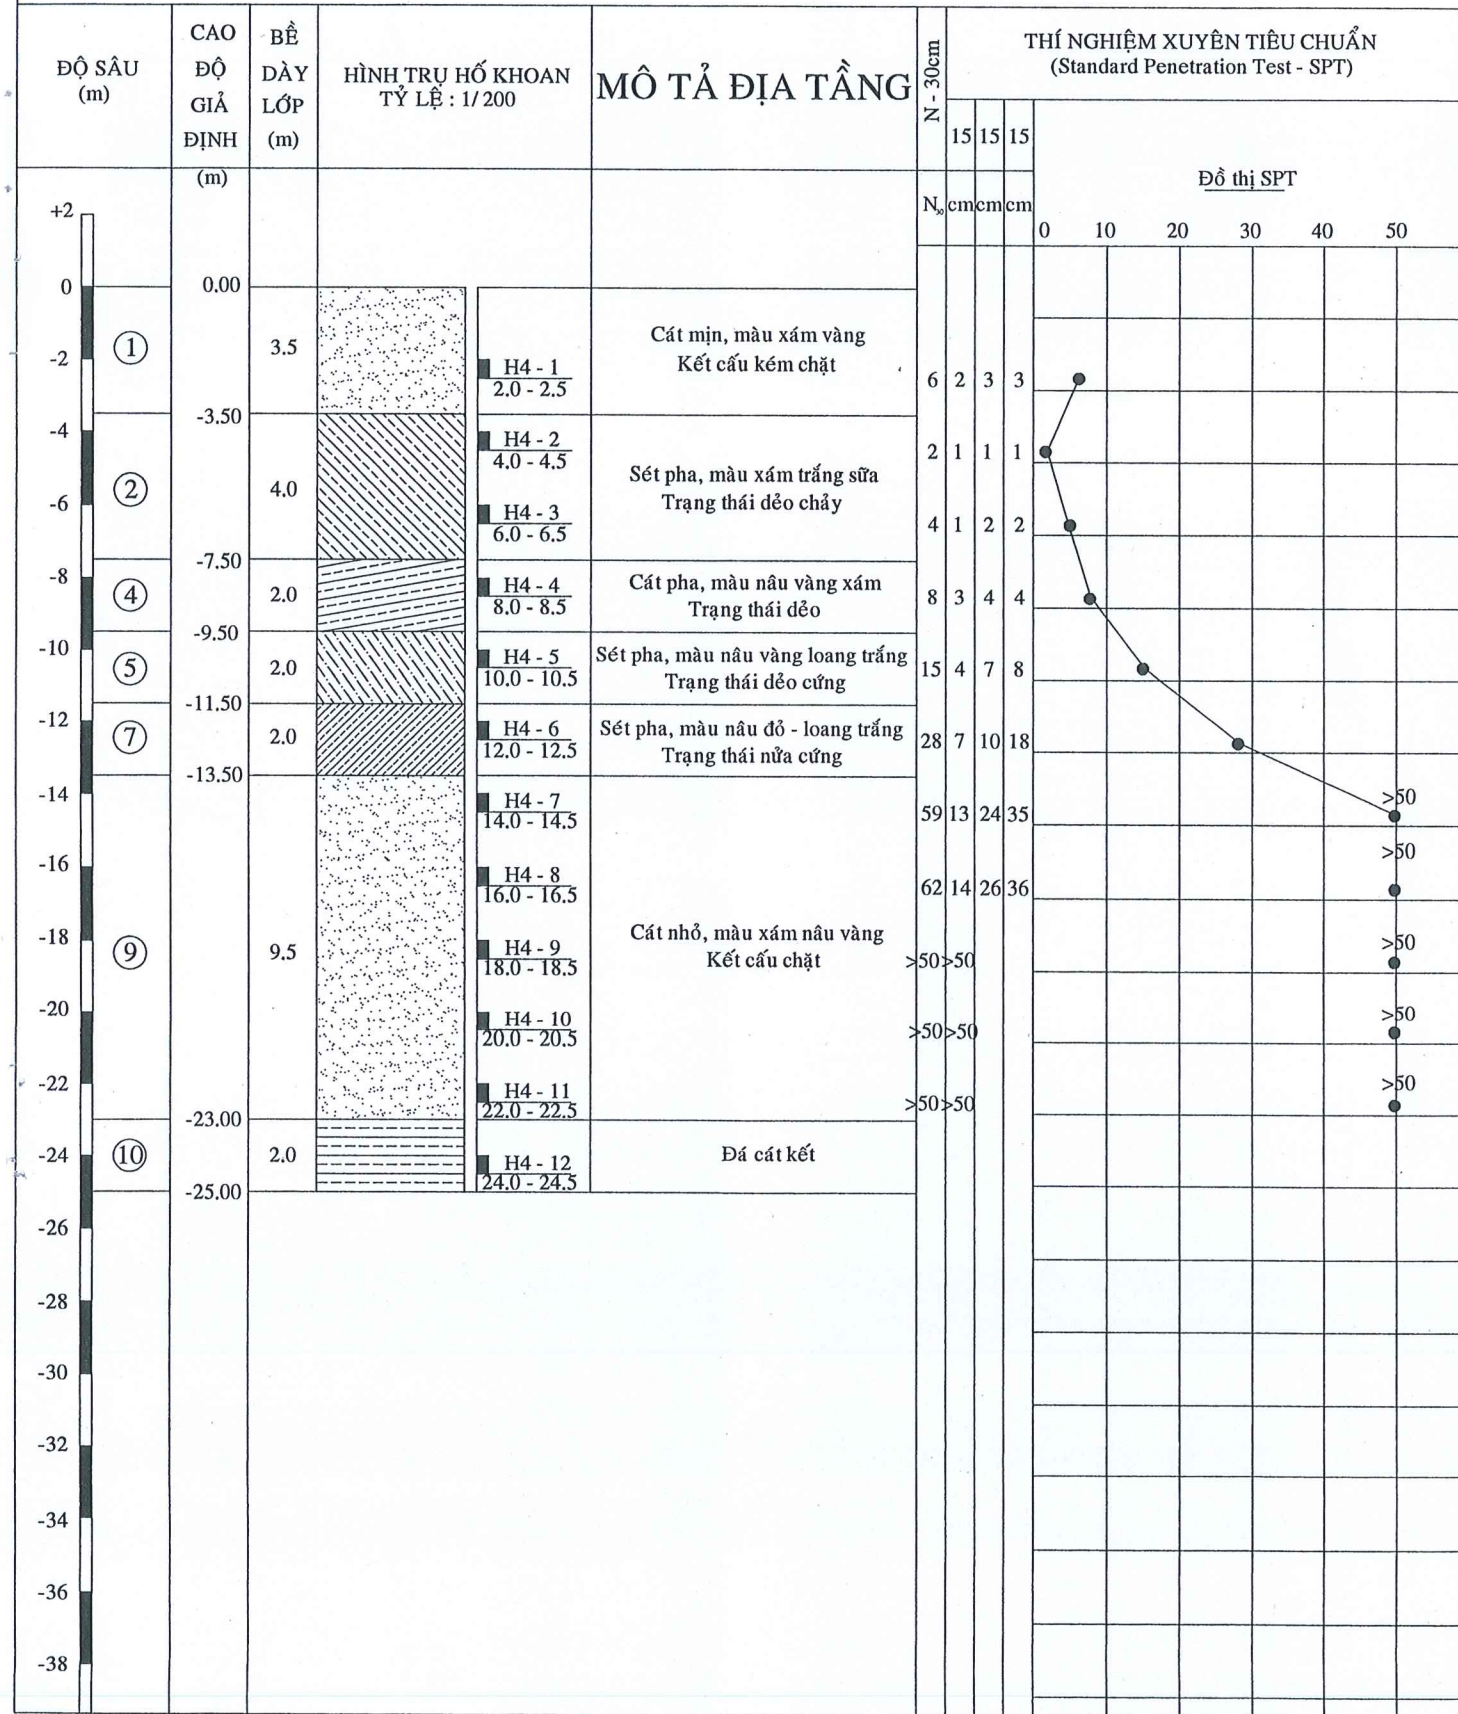 ĐỘ SÂU
(m)
CAO
ĐỘ
GIẢ
ĐỊNH
(m)
BỀ
DÀY
LỚP
(m)
HÌNH TRỤ HỐ KHOAN
TỶ LỆ : 1/ 200
MÔ TẢ ĐỊA TẦNG
N - 30cm
THÍ NGHIỆM XUYÊN TIÊU CHUẨN
(Standard Penetration Test - SPT)
15 15 15
N30 cm cm cm
Đồ thị SPT
0 10 20 30 40 50
+2
0 0.00
1 3.5
Cát mịn, màu xám vàng
Kết cấu kém chặt
-2
H4 - 1
2.0 - 2.5
6 2 3 3
-3.50
-4
H4 - 2
4.0 - 4.5
2 1 1 1
2 4.0
Sét pha, màu xám trắng sữa
Trạng thái dẻo chảy
-6
H4 - 3
6.0 - 6.5
4 1 2 2
-7.50
-8
4 2.0
H4 - 4
8.0 - 8.5
Cát pha, màu nâu vàng xám
Trạng thái dẻo
8 3 4 4
-9.50
-10
5 2.0
H4 - 5
10.0 - 10.5
Sét pha, màu nâu vàng loang trắng
Trạng thái dẻo cứng
15 4 7 8
-11.50
-12
7 2.0
H4 - 6
12.0 - 12.5
Sét pha, màu nâu đỏ - loang trắng
Trạng thái nửa cứng
28 7 10 18
-13.50
-14
H4 - 7
14.0 - 14.5
59 13 24 35
>50
-16
H4 - 8
16.0 - 16.5
62 14 26 36
>50
-18
9 9.5
H4 - 9
18.0 - 18.5
Cát nhỏ, màu xám nâu vàng
Kết cấu chặt
>50 >50
>50
-20
H4 - 10
20.0 - 20.5
>50 >50
>50
-22
H4 - 11
22.0 - 22.5
>50 >50
>50
-23.00
-24
10 2.0
H4 - 12
24.0 - 24.5
Đá cát kết
-25.00
-26
-28
-30
-32
-34
-36
-38